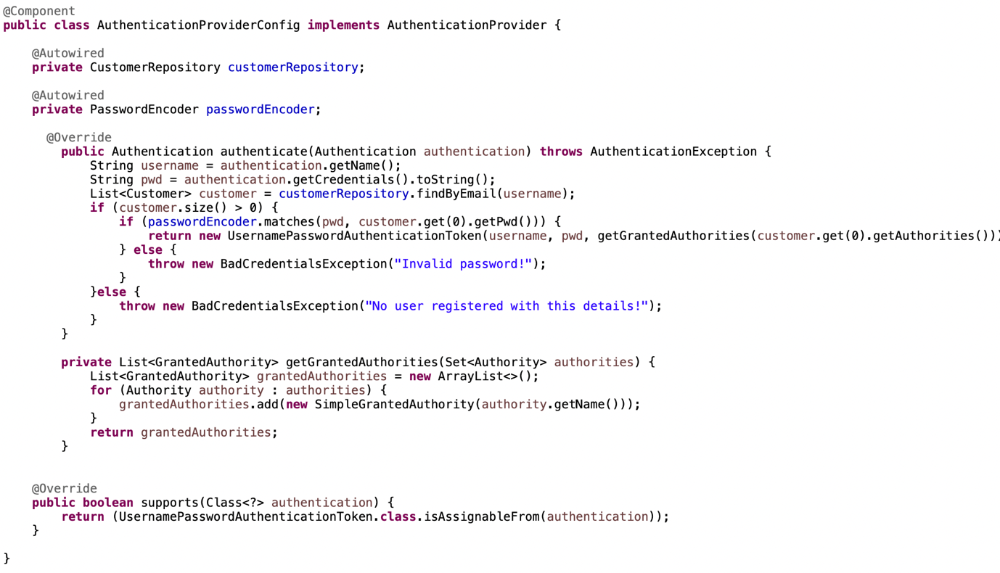 @Component
public class AuthenticationProviderConfig implements AuthenticationProvider {
@Autowired
private CustomerRepository customerRepository;
@Autowired
private PasswordEncoder passwordEncoder;
@Override
public Authentication authenticate(Authentication authentication) throws AuthenticationException {
String username = authentication.getName();
String pwd = authentication.getCredentials().toString();
List<Customer> customer = customerRepository.findByEmail(username);
if (customer.size() > 0) {
if (passwordEncoder.matches(pwd, customer.get(0).getPwd())) {
return new UsernamePasswordAuthenticationToken(username, pwd, getGrantedAuthorities(customer.get(0).getAuthorities()))
} else {
throw new BadCredentialsException("Invalid password!");
}
}else {
throw new BadCredentialsException("No user registered with this details!");
}
}
private List<GrantedAuthority> getGrantedAuthorities(Set<Authority> authorities) {
List<GrantedAuthority> grantedAuthorities = new ArrayList<>();
for (Authority authority : authorities) {
grantedAuthorities.add(new SimpleGrantedAuthority(authority.getName()));
}
return grantedAuthorities;
}
@Override
public boolean supports(Class<?> authentication) {
return (UsernamePasswordAuthenticationToken.class.isAssignableFrom(authentication));
}
}